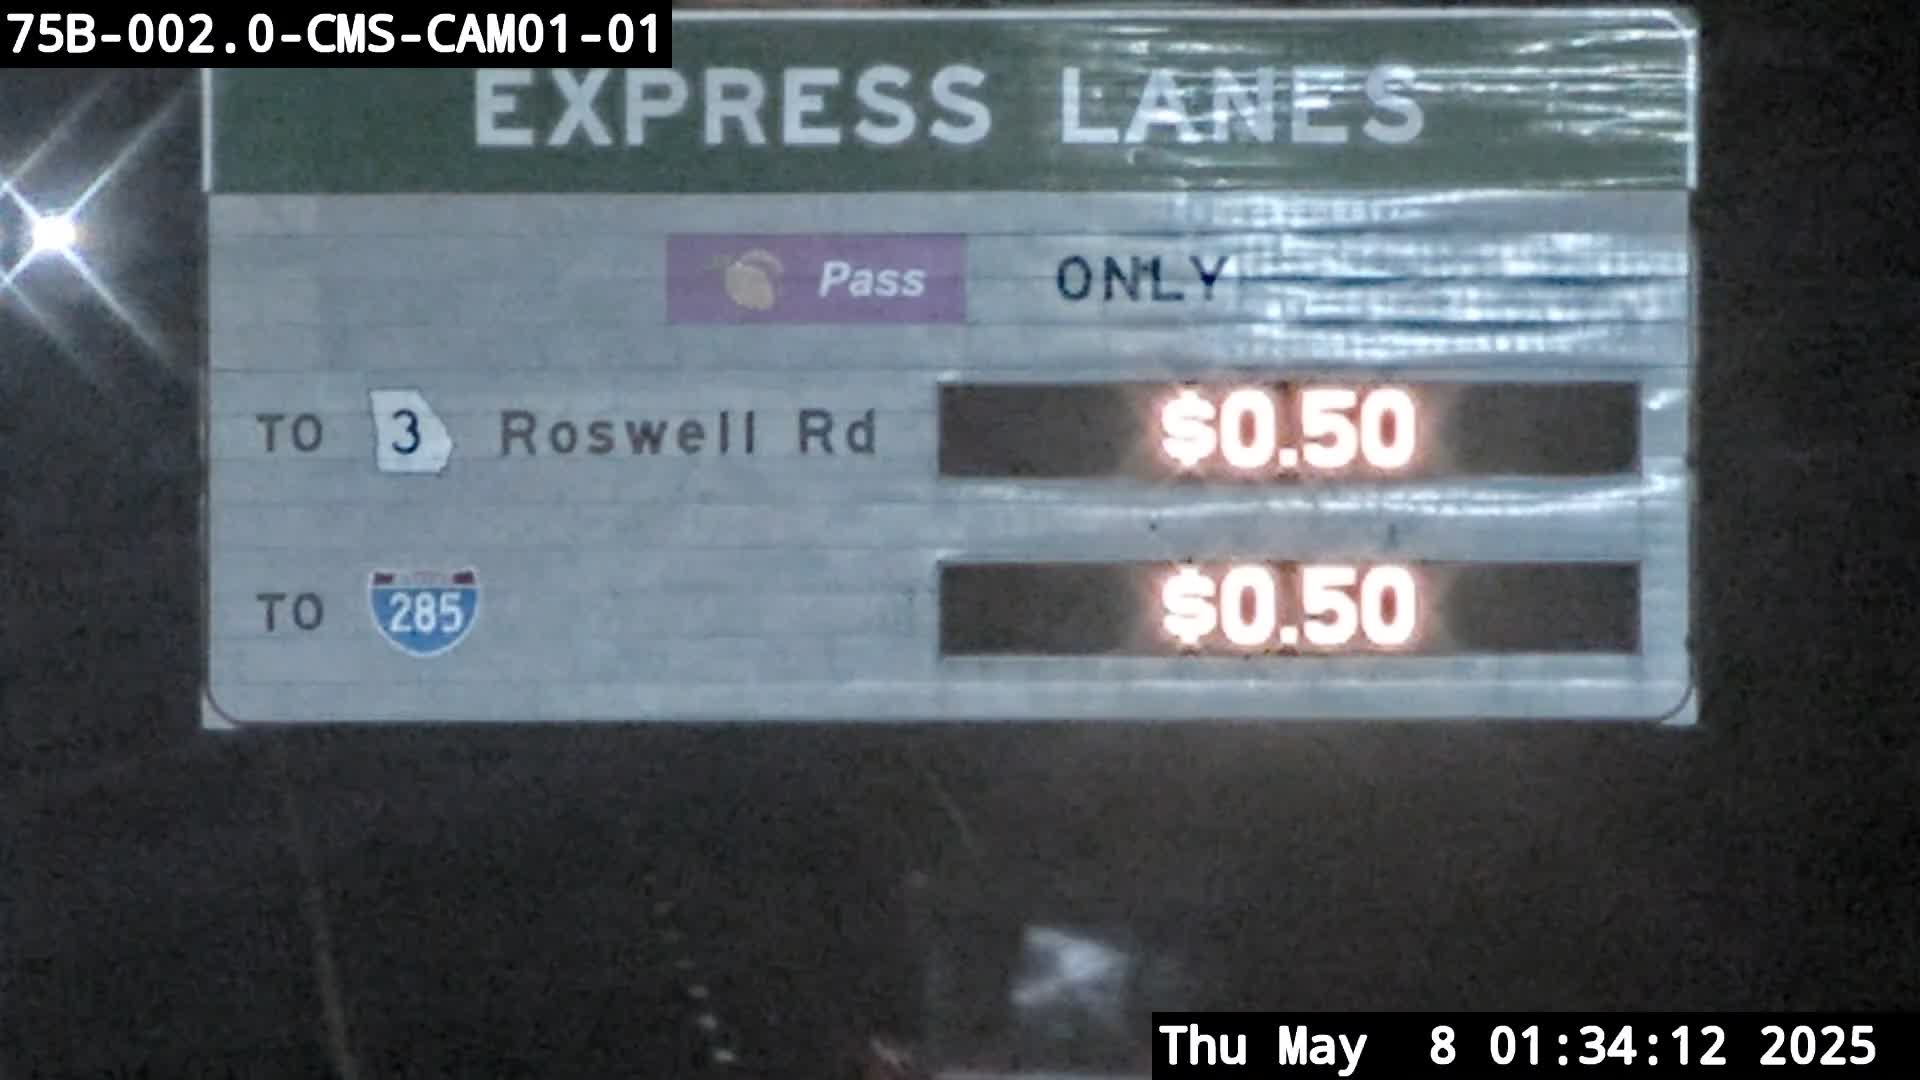 75B-002.0-CMS-CAM01-01
EXPRESS LANES
Pass ONLY
TO 3 Roswell Rd $0.50
TO 285 $0.50
Thu May 8 01:34:12 2025